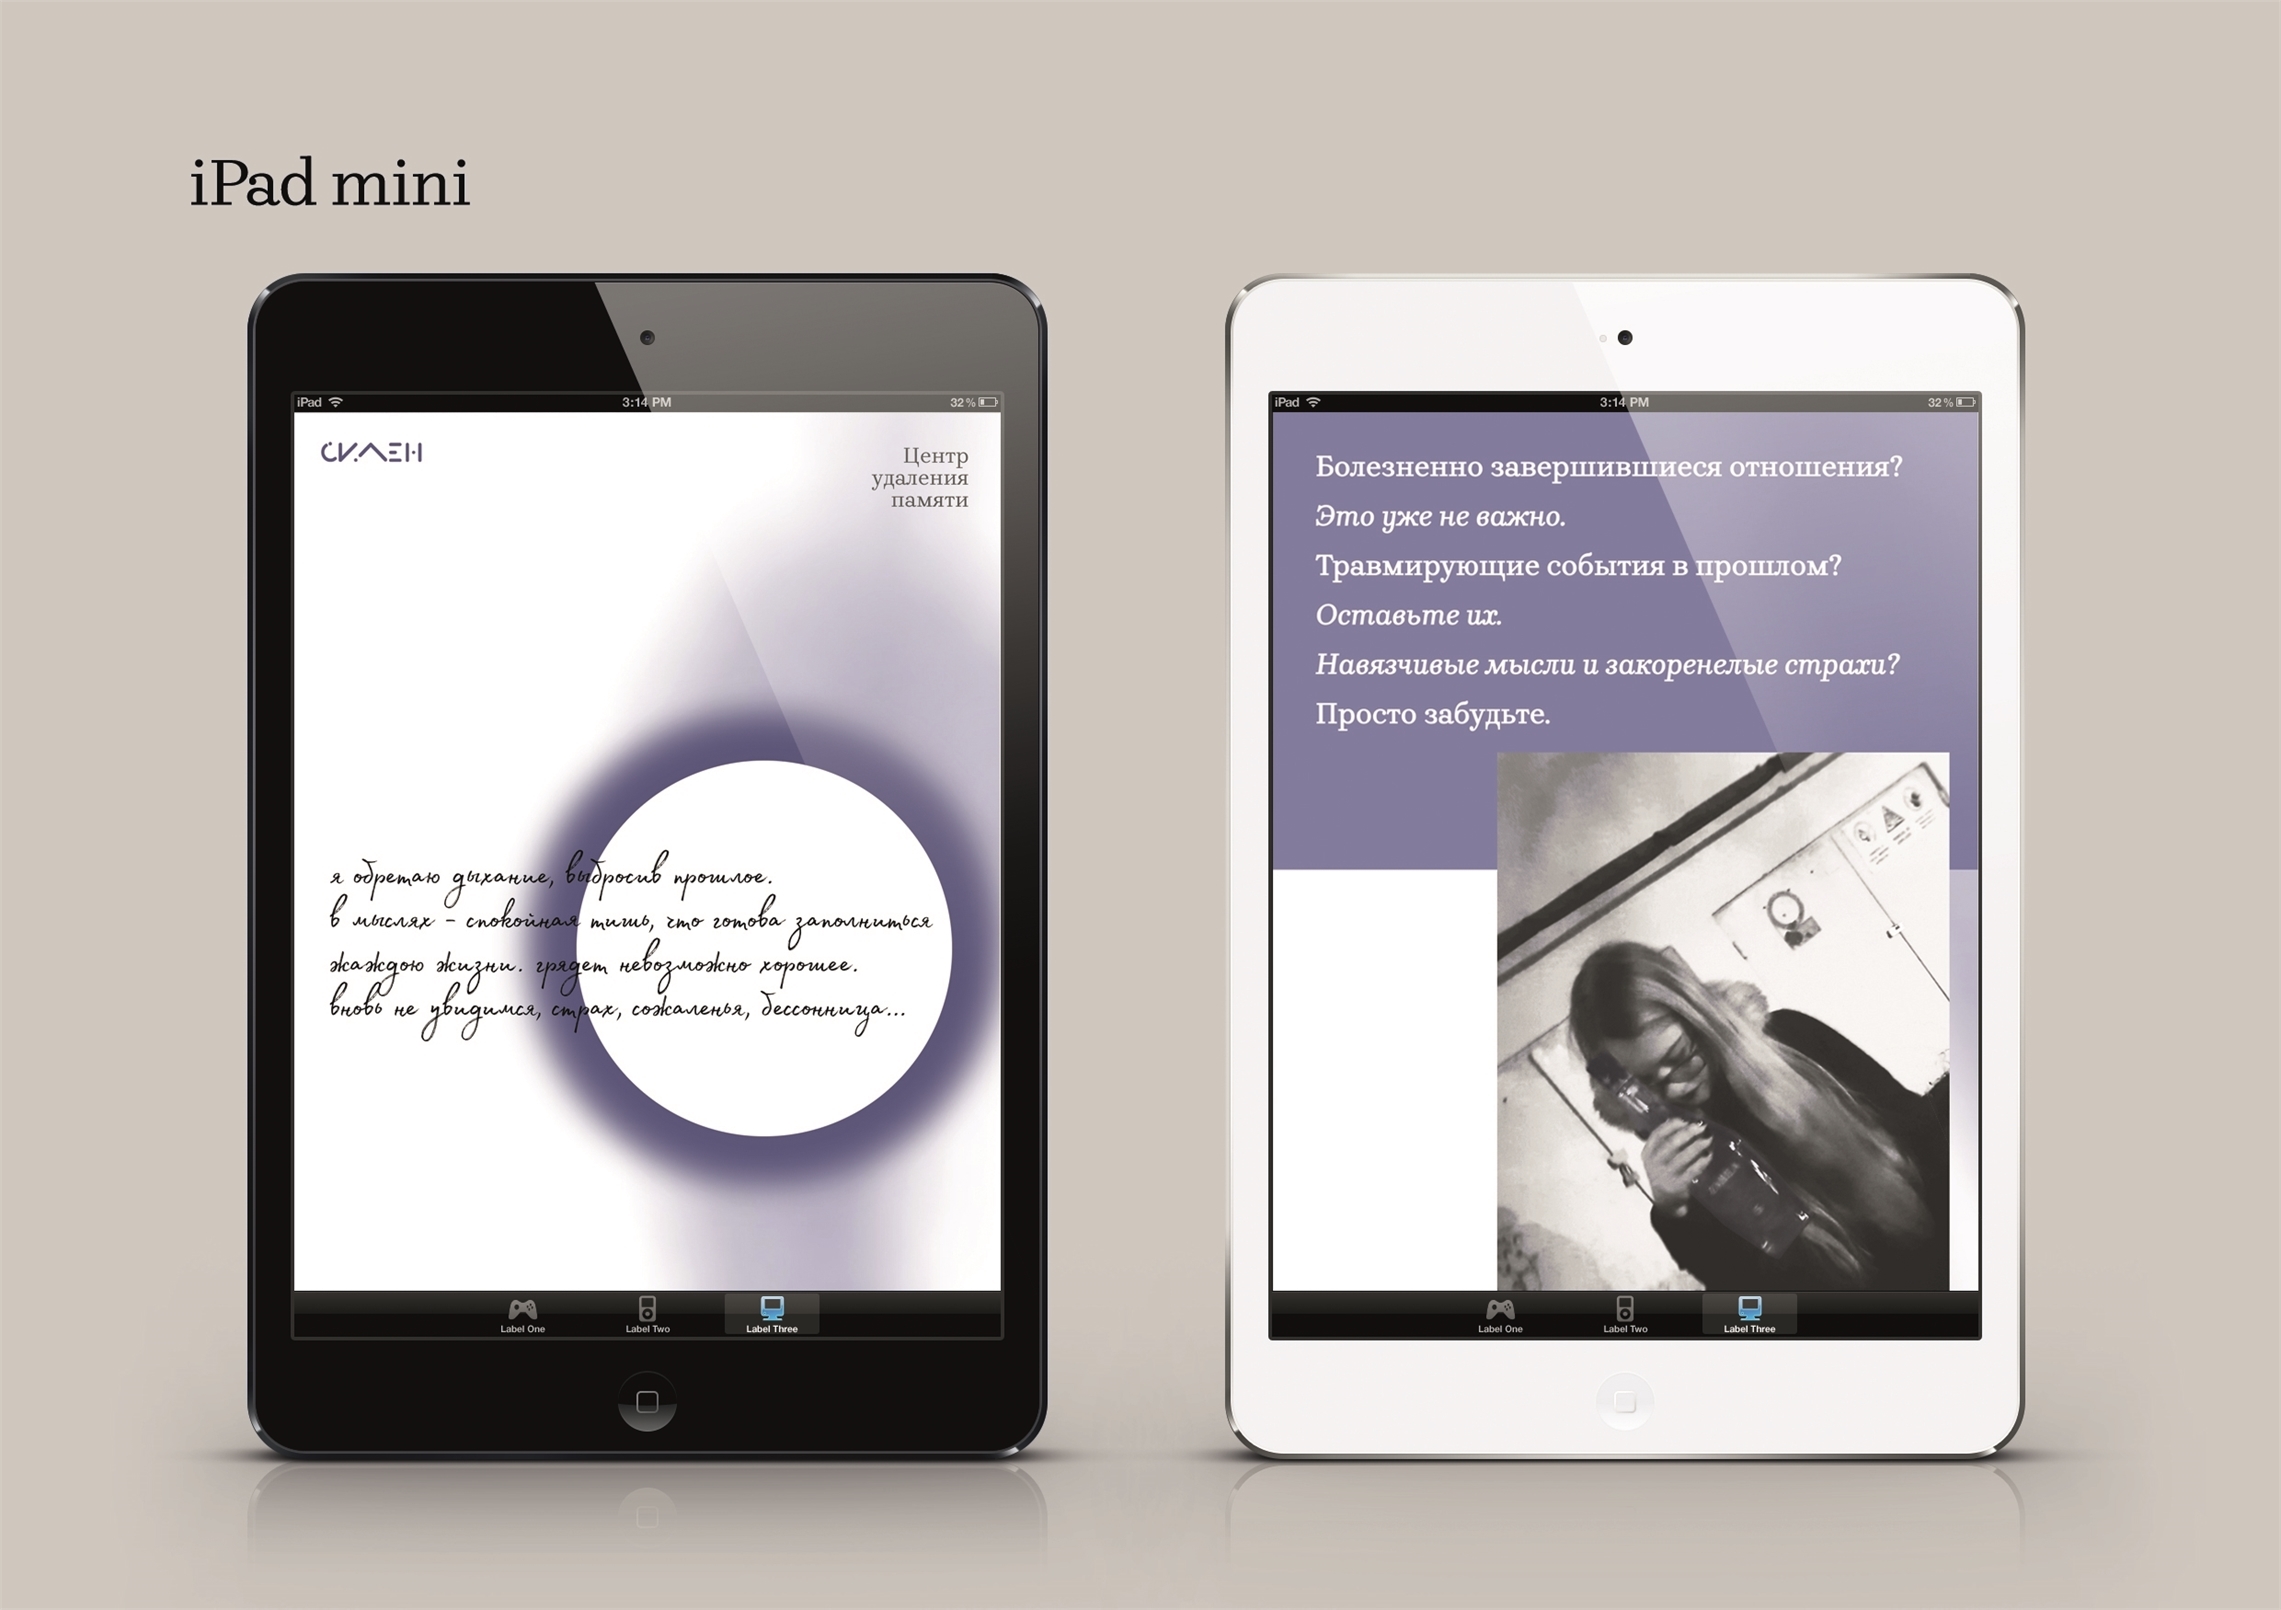 iPad mini
iPad
3:14 PM
32 %
СИЛЕН
Центр
удаления
памяти
я обретаю дыхание, выбросив прошлое.
в мыслях - спокойная тишь, что готова заполниться
жаждою жизни. грядет невозможно хорошее.
вновь не увидимся, страх, сожаленья, бессонница...
Label One
Label Two
Label Three
iPad
3:14 PM
32 %
Болезненно завершившиеся отношения?
Это уже не важно.
Травмирующие события в прошлом?
Оставьте их.
Навязчивые мысли и закоренелые страхи?
Просто забудьте.
Label One
Label Two
Label Three